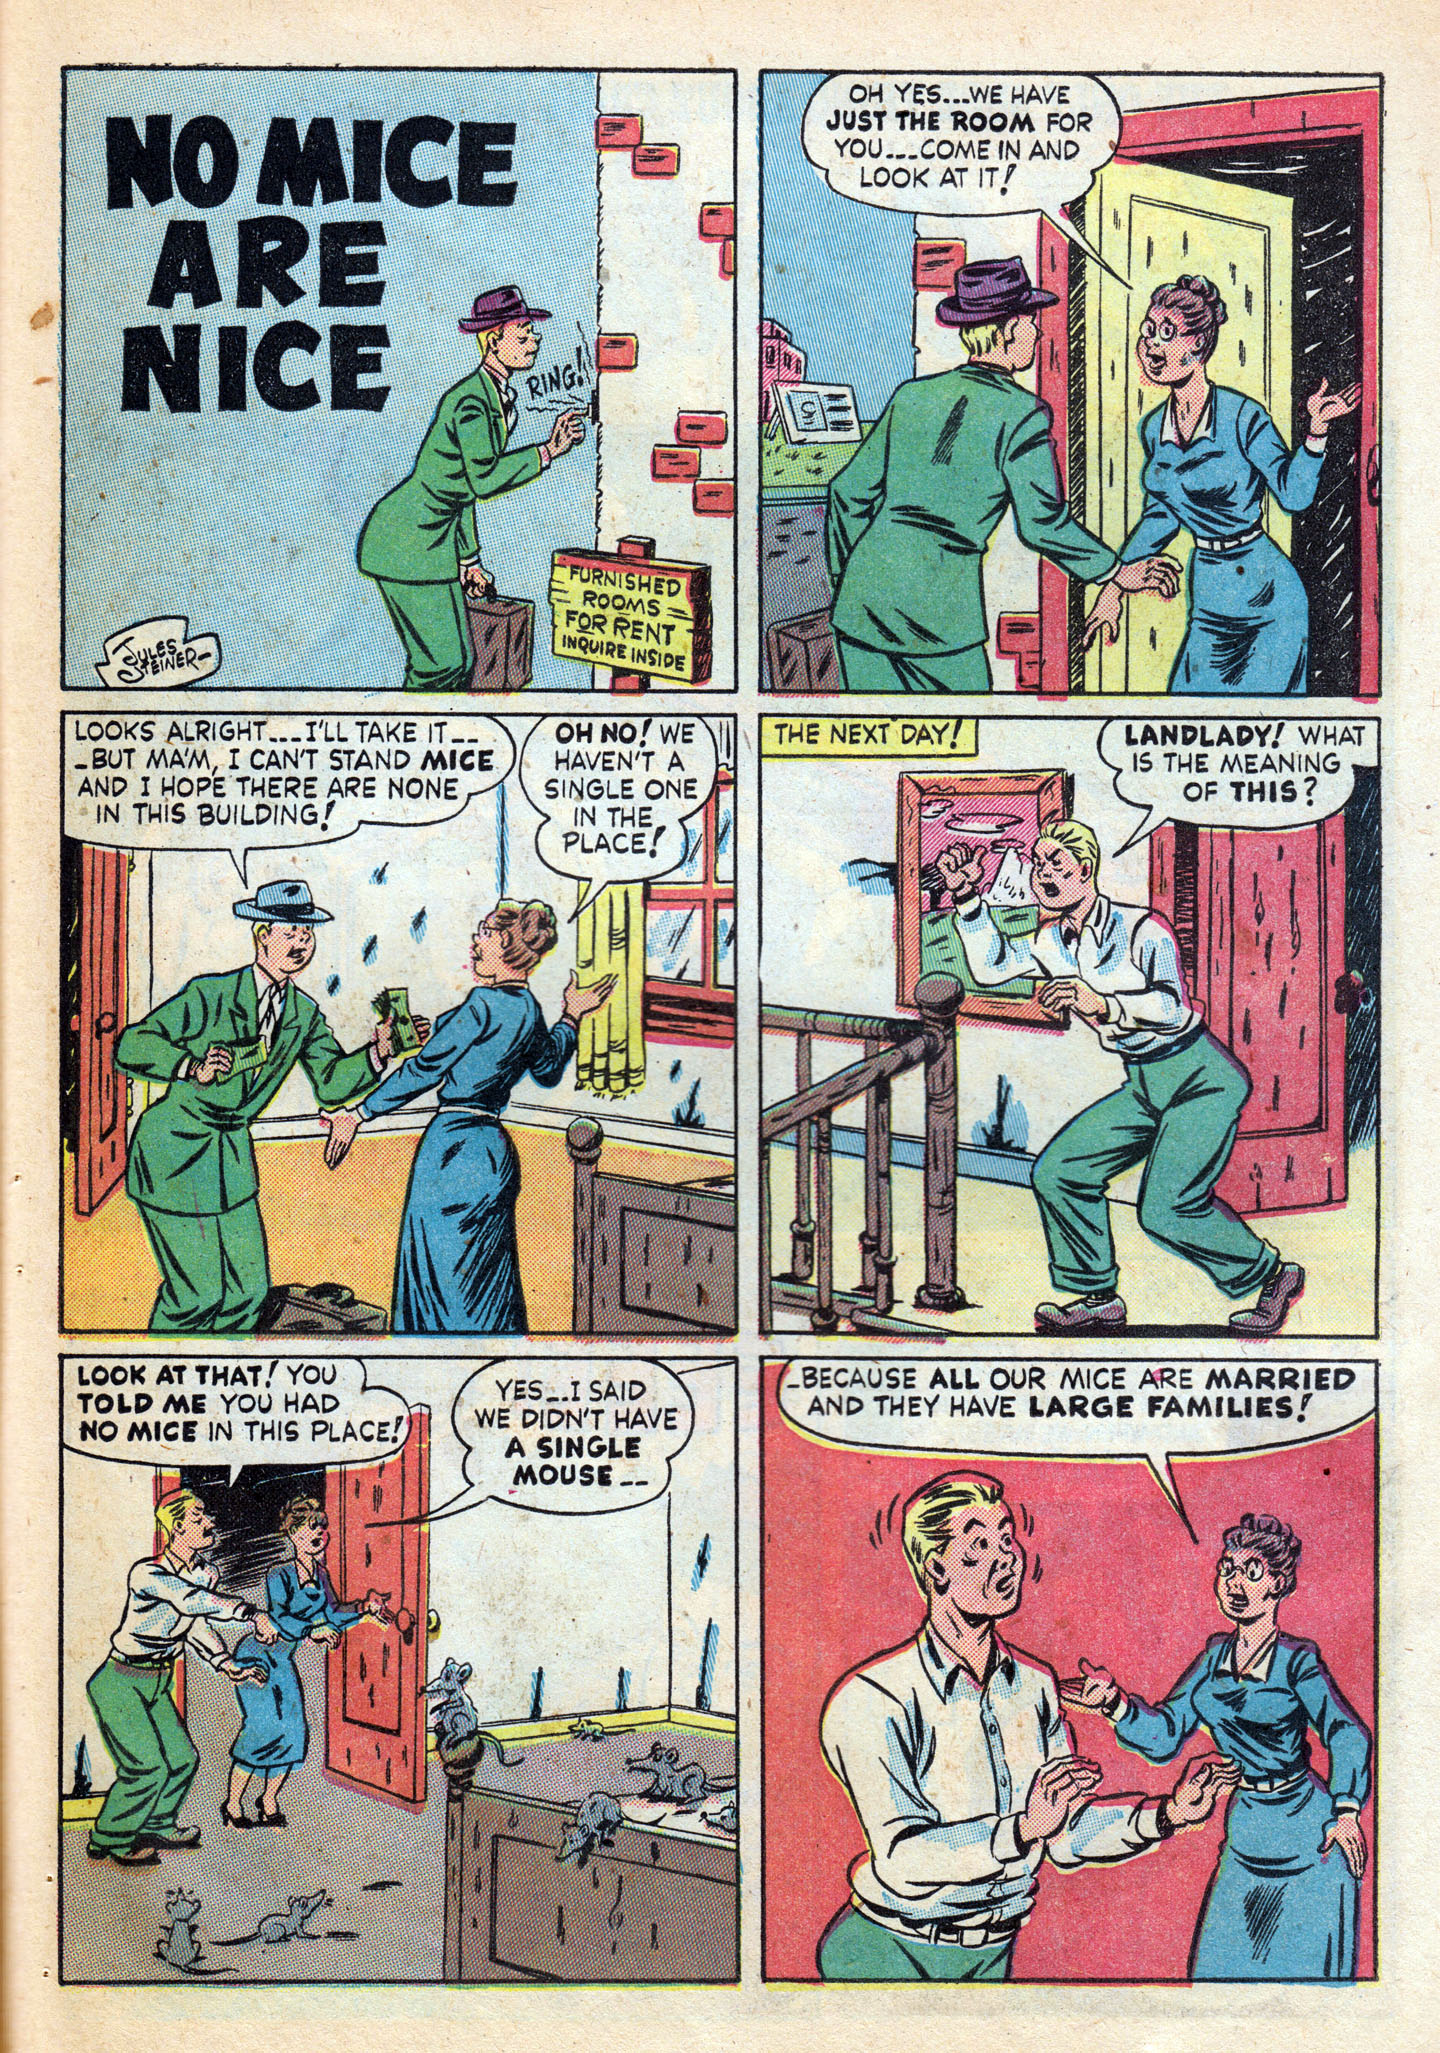 NO MICE
ARE
NICE
RING!
FURNISHED
ROOMS
FOR RENT
INQUIRE INSIDE
JULES
STEINER-
OH YES...WE HAVE
JUST THE ROOM FOR
YOU...COME IN AND
LOOK AT IT!
LOOKS ALRIGHT...I'LL TAKE IT--
-BUT MA'M, I CAN'T STAND MICE
AND I HOPE THERE ARE NONE
IN THIS BUILDING!
OH NO! WE
HAVEN'T A
SINGLE ONE
IN THE
PLACE!
THE NEXT DAY!
LANDLADY! WHAT
IS THE MEANING
OF THIS?
LOOK AT THAT! YOU
TOLD ME YOU HAD
NO MICE IN THIS PLACE!
YES...I SAID
WE DIDN'T HAVE
A SINGLE
MOUSE--
-BECAUSE ALL OUR MICE ARE MARRIED
AND THEY HAVE LARGE FAMILIES!